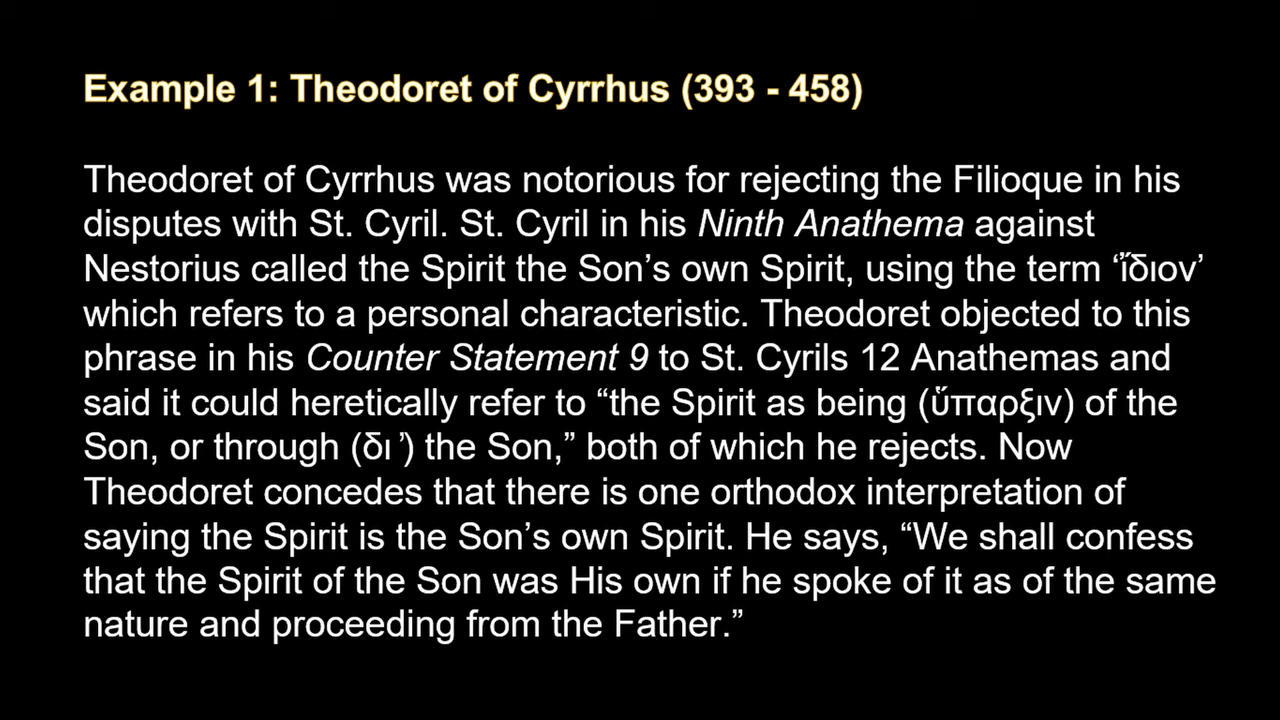 Example 1: Theodoret of Cyrrhus (393 - 458)
Theodoret of Cyrrhus was notorious for rejecting the Filioque in his
disputes with St. Cyril. St. Cyril in his Ninth Anathema against
Nestorius called the Spirit the Son’s own Spirit, using the term ‘ἴδιον’
which refers to a personal characteristic. Theodoret objected to this
phrase in his Counter Statement 9 to St. Cyrils 12 Anathemas and
said it could heretically refer to “the Spirit as being (ὕπαρξιν) of the
Son, or through (δι ’) the Son,” both of which he rejects. Now
Theodoret concedes that there is one orthodox interpretation of
saying the Spirit is the Son’s own Spirit. He says, “We shall confess
that the Spirit of the Son was His own if he spoke of it as of the same
nature and proceeding from the Father.”